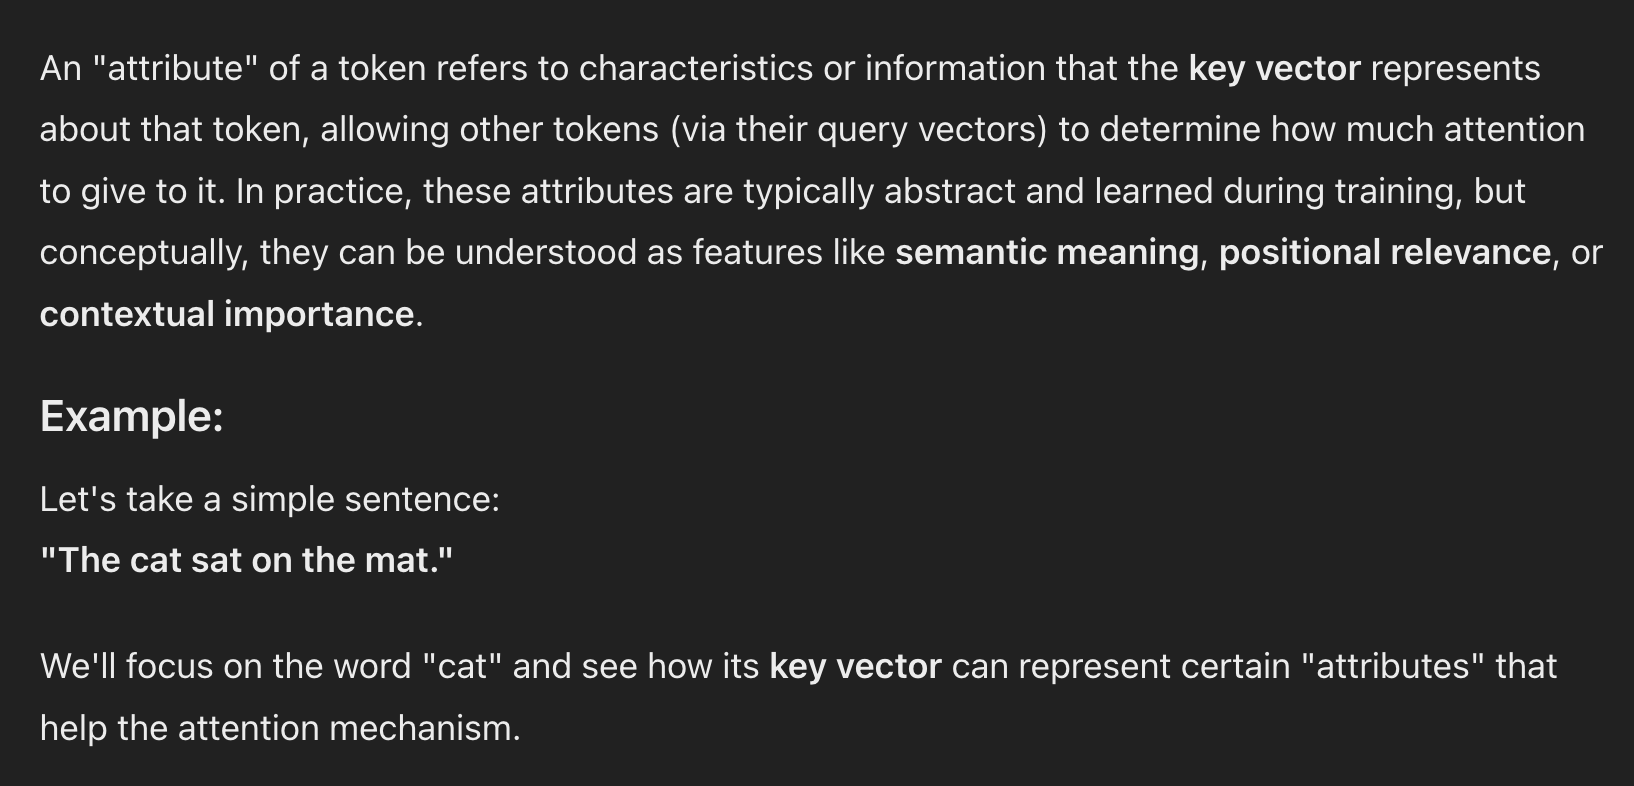 An "attribute" of a token refers to characteristics or information that the key vector represents
about that token, allowing other tokens (via their query vectors) to determine how much attention
to give to it. In practice, these attributes are typically abstract and learned during training, but
conceptually, they can be understood as features like semantic meaning, positional relevance, or
contextual importance.
Example:
Let's take a simple sentence:
"The cat sat on the mat."
We'll focus on the word "cat" and see how its key vector can represent certain "attributes" that
help the attention mechanism.